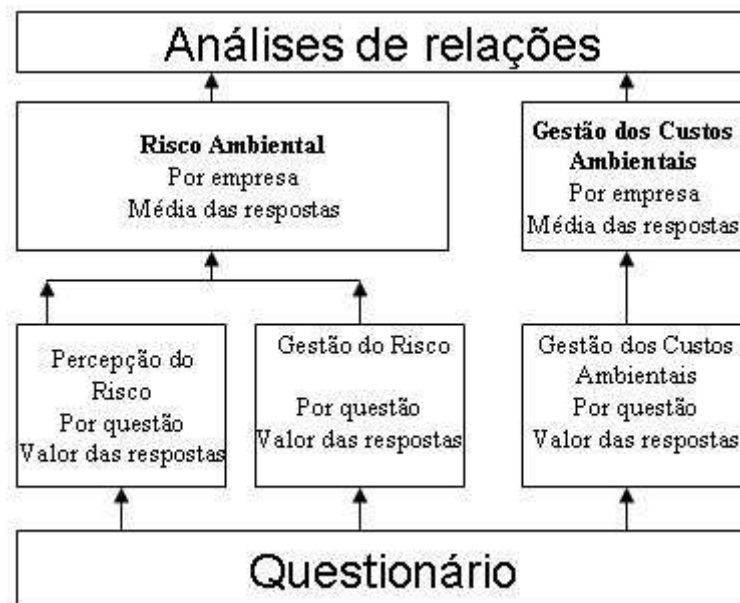 Análises de relações
Risco Ambiental
Por empresa
Média das respostas
Gestão dos Custos
Ambientais
Por empresa
Média das respostas
Percepção do
Risco
Por questão
Valor das respostas
Gestão do Risco
Por questão
Valor das respostas
Gestão dos Custos
Ambientais
Por questão
Valor das respostas
Questionário